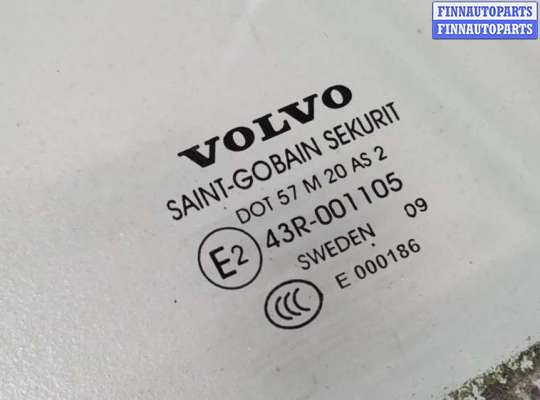 FINNAUTOPARTS
FINNAUTOPARTS
VOLVO
SAINT-GOBAIN SEKURIT
DOT 57 M 20 AS 2
E2 43R-001105
SWEDEN 09
CCC E 000186